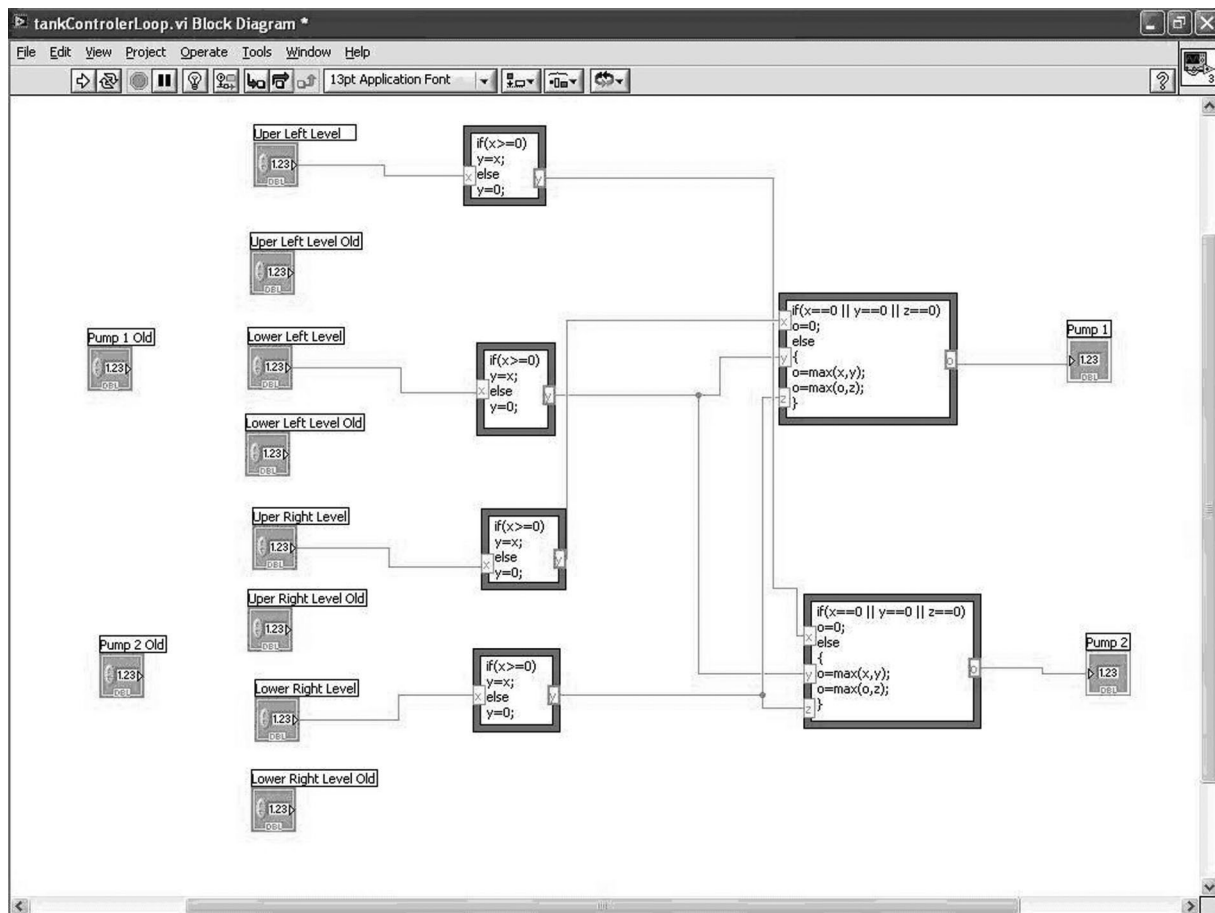 tankControlerLoop.vi Block Diagram *
File Edit View Project Operate Tools Window Help
13pt Application Font
?
3
Uper Left Level
1.23
DBL
if(x>=0)
y=x;
else
y=0;
x
y
Uper Left Level Old
1.23
DBL
Pump 1 Old
1.23
DBL
Lower Left Level
1.23
DBL
if(x>=0)
y=x;
else
y=0;
x
y
Lower Left Level Old
1.23
DBL
if(x==0 || y==0 || z==0)
o=0;
else
{
o=max(x,y);
o=max(o,z);
}
x
y
z
o
Pump 1
1.23
DBL
Uper Right Level
1.23
DBL
if(x>=0)
y=x;
else
y=0;
x
y
Uper Right Level Old
1.23
DBL
Pump 2 Old
1.23
DBL
Lower Right Level
1.23
DBL
if(x>=0)
y=x;
else
y=0;
x
y
if(x==0 || y==0 || z==0)
o=0;
else
{
o=max(x,y);
o=max(o,z);
}
x
y
z
o
Pump 2
1.23
DBL
Lower Right Level Old
1.23
DBL